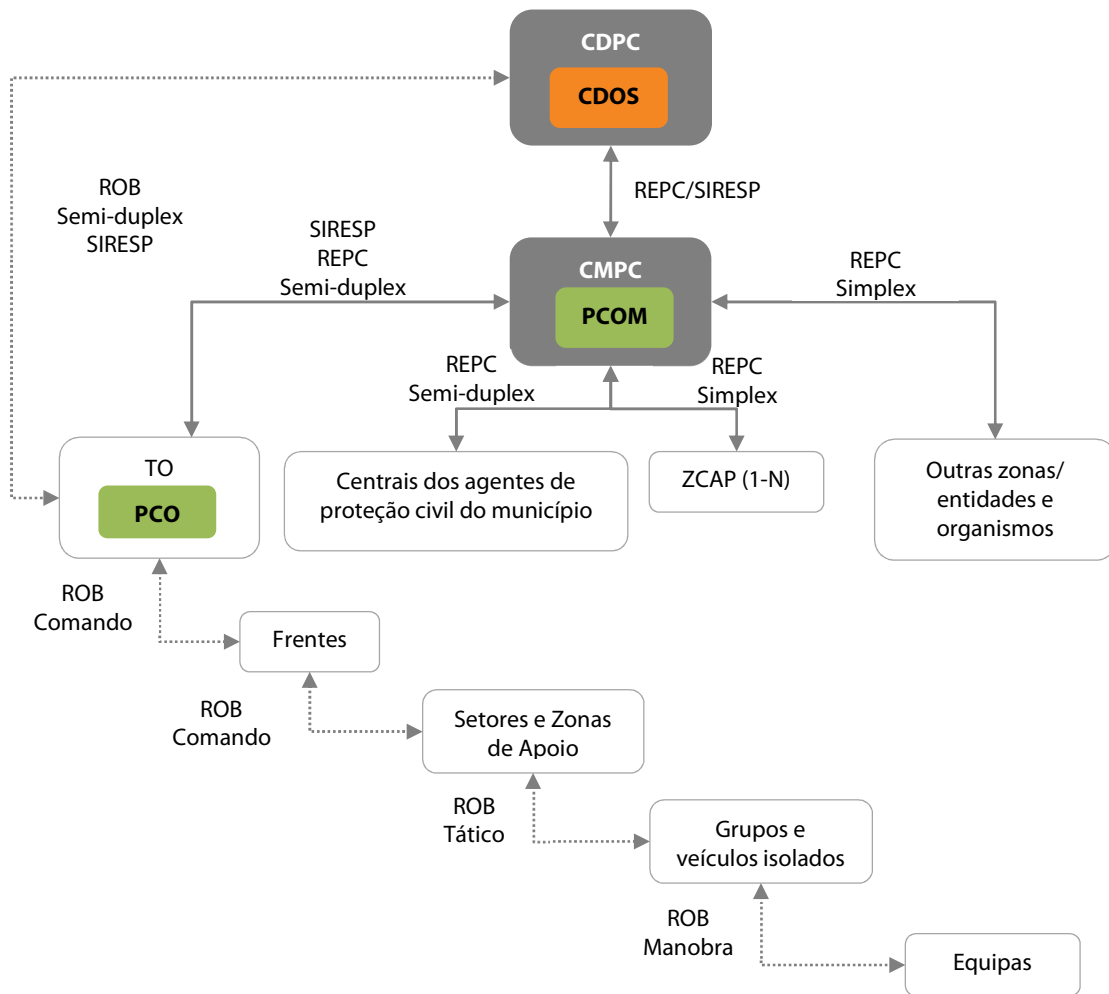 CDPC
CDOS
ROB
Semi-duplex
SIRESP
REPC/SIRESP
SIRESP
REPC
Semi-duplex
CMPC
PCOM
REPC
Simplex
REPC
Semi-duplex
REPC
Simplex
TO
PCO
Centrais dos agentes de
proteção civil do município
ZCAP (1-N)
Outras zonas/
entidades e
organismos
ROB
Comando
Frentes
ROB
Comando
Setores e Zonas
de Apoio
ROB
Tático
Grupos e
veículos isolados
ROB
Manobra
Equipas